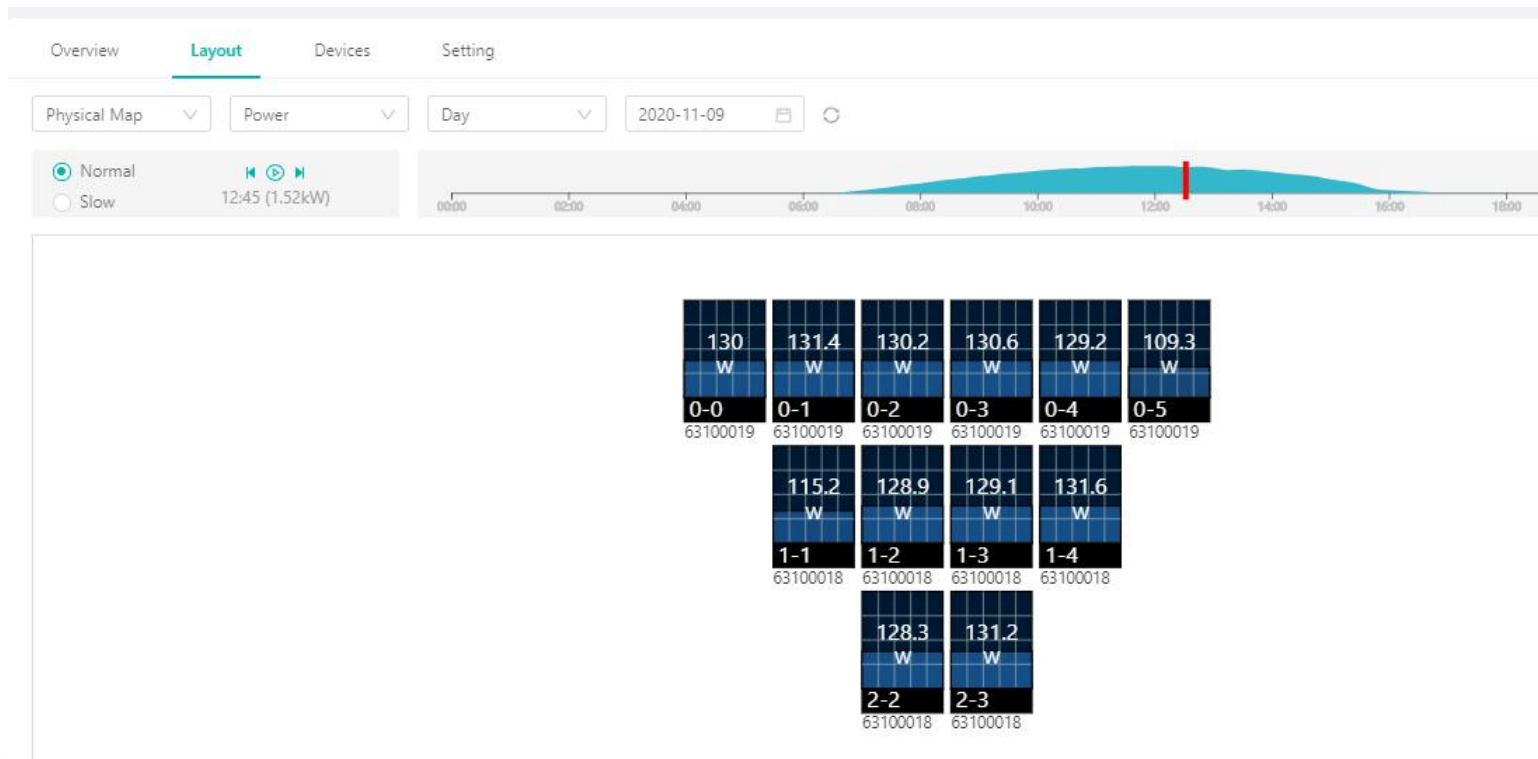 Overview Layout Devices Setting
Physical Map Power Day 2020-11-09
Normal
Slow
12:45 (1.52kW)
00:00 02:00 04:00 06:00 08:00 10:00 12:00 14:00 16:00 18:00
130 131.4 130.2 130.6 129.2 109.3
W W W W W W
0-0 0-1 0-2 0-3 0-4 0-5
63100019 63100019 63100019 63100019 63100019 63100019
115.2 128.9 129.1 131.6
W W W W
1-1 1-2 1-3 1-4
63100018 63100018 63100018 63100018
128.3 131.2
W W
2-2 2-3
63100018 63100018